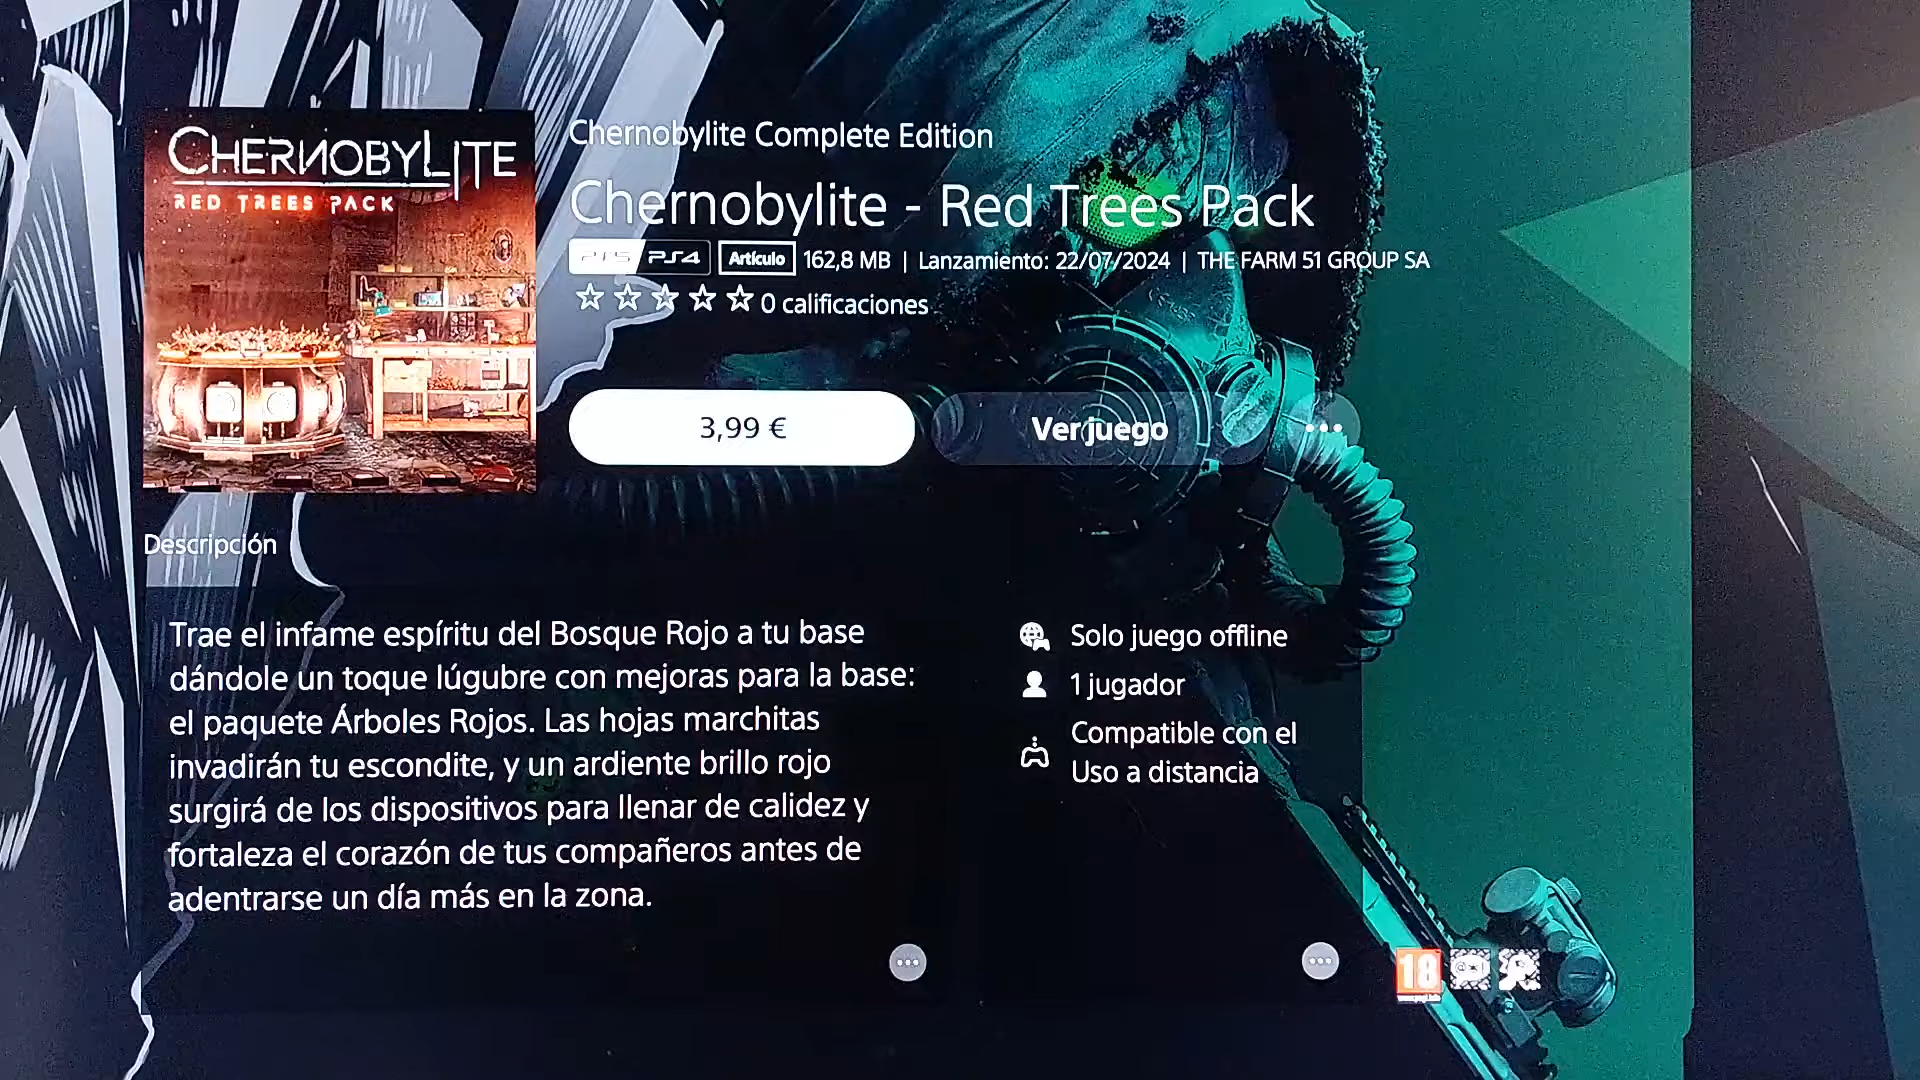 CHERNOBYLITE
RED TREES PACK
Chernobylite Complete Edition
Chernobylite - Red Trees Pack
PS5 PS4 Artículo 162,8 MB | Lanzamiento: 22/07/2024 | THE FARM 51 GROUP SA
0 calificaciones
3,99 € Ver juego
Descripción
Trae el infame espíritu del Bosque Rojo a tu base
dándole un toque lúgubre con mejoras para la base:
el paquete Árboles Rojos. Las hojas marchitas
invadirán tu escondite, y un ardiente brillo rojo
surgirá de los dispositivos para llenar de calidez y
fortaleza el corazón de tus compañeros antes de
adentrarse un día más en la zona.
Solo juego offline
1 jugador
Compatible con el
Uso a distancia
18